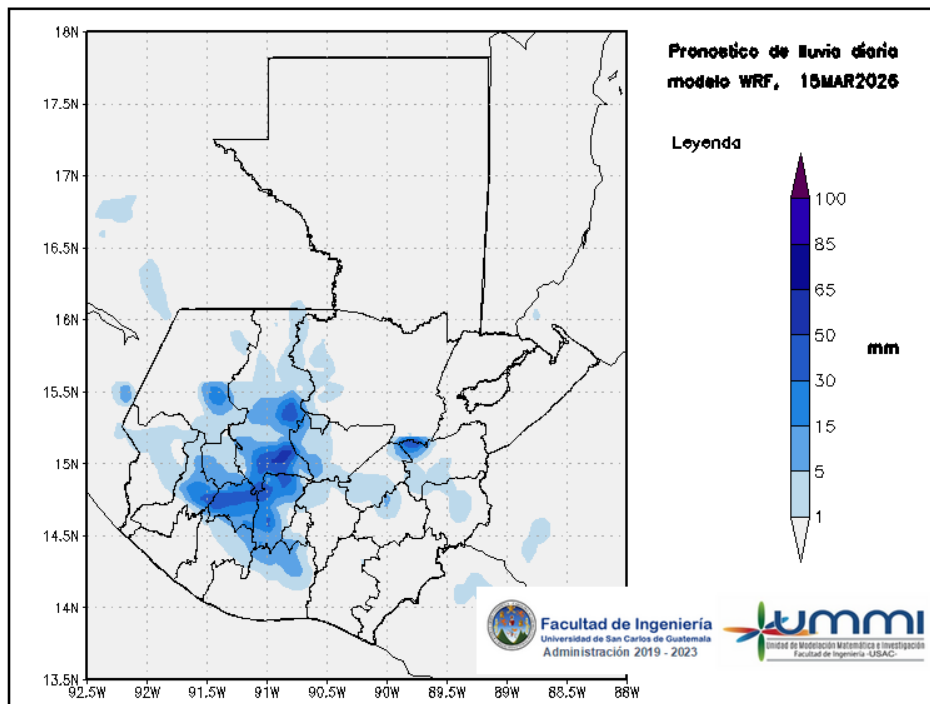 Pronostico de lluvia diaria
modelo WRF, 15MAR2026
Leyenda
100
85
65
50
30
15
5
1
mm
18N
17.5N
17N
16.5N
16N
15.5N
15N
14.5N
14N
13.5N
92.5W 92W 91.5W 91W 90.5W 90W 89.5W 89W 88.5W 88W
Facultad de Ingeniería
Universidad de San Carlos de Guatemala
Administración 2019 - 2023
ummi
Unidad de Modelación Matemática e Investigación
Facultad de Ingeniería -USAC-